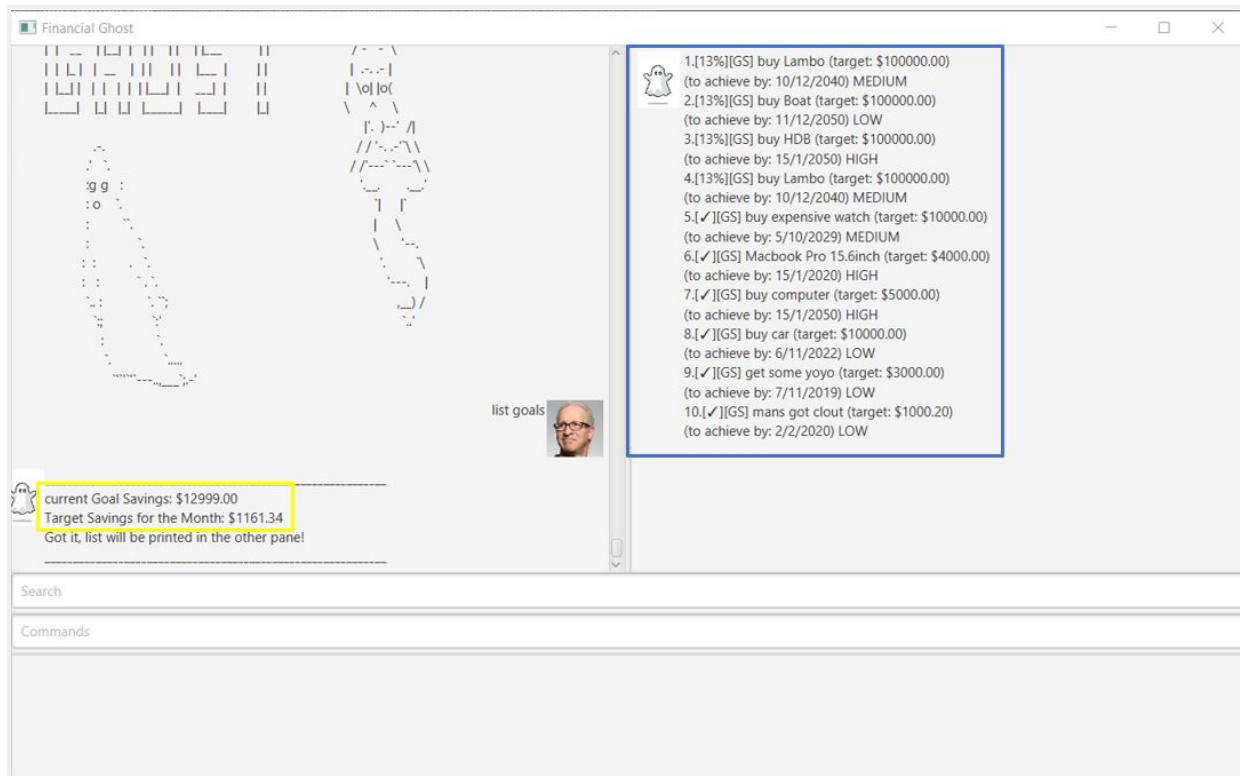 Financial Ghost
list goals
current Goal Savings: $12999.00
Target Savings for the Month: $1161.34
Got it, list will be printed in the other pane!
1.[13%][GS] buy Lambo (target: $100000.00)
(to achieve by: 10/12/2040) MEDIUM
2.[13%][GS] buy Boat (target: $100000.00)
(to achieve by: 11/12/2050) LOW
3.[13%][GS] buy HDB (target: $100000.00)
(to achieve by: 15/1/2050) HIGH
4.[13%][GS] buy Lambo (target: $100000.00)
(to achieve by: 10/12/2040) MEDIUM
5.[✓][GS] buy expensive watch (target: $10000.00)
(to achieve by: 5/10/2029) MEDIUM
6.[✓][GS] Macbook Pro 15.6inch (target: $4000.00)
(to achieve by: 15/1/2020) HIGH
7.[✓][GS] buy computer (target: $5000.00)
(to achieve by: 15/1/2050) HIGH
8.[✓][GS] buy car (target: $10000.00)
(to achieve by: 6/11/2022) LOW
9.[✓][GS] get some yoyo (target: $3000.00)
(to achieve by: 7/11/2019) LOW
10.[✓][GS] mans got clout (target: $1000.20)
(to achieve by: 2/2/2020) LOW
Search
Commands